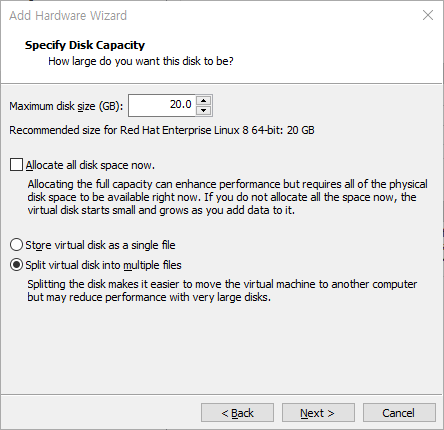 Add Hardware Wizard
Specify Disk Capacity
How large do you want this disk to be?
Maximum disk size (GB): 20.0
Recommended size for Red Hat Enterprise Linux 8 64-bit: 20 GB
Allocate all disk space now.
Allocating the full capacity can enhance performance but requires all of the physical
disk space to be available right now. If you do not allocate all the space now, the
virtual disk starts small and grows as you add data to it.
Store virtual disk as a single file
Split virtual disk into multiple files
Splitting the disk makes it easier to move the virtual machine to another computer
but may reduce performance with very large disks.
< Back Next > Cancel